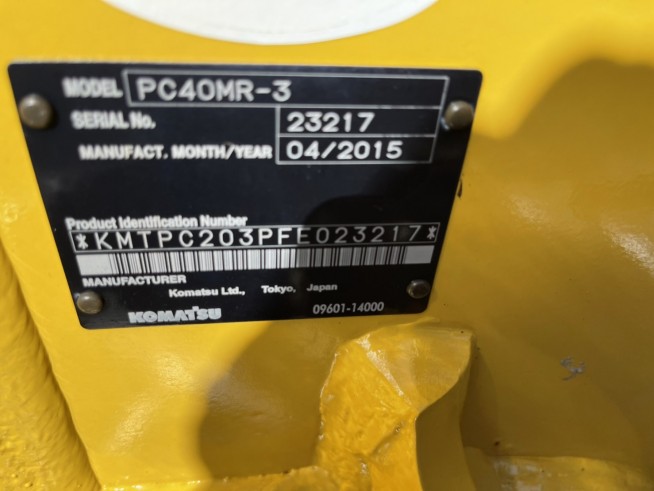 MODEL PC40MR-3
SERIAL No. 23217
MANUFACT. MONTH/YEAR 04/2015
Product Identification Number
*KMTPC203PFE023217*
MANUFACTURER
Komatsu Ltd., Tokyo, Japan
KOMATSU 09601-14000